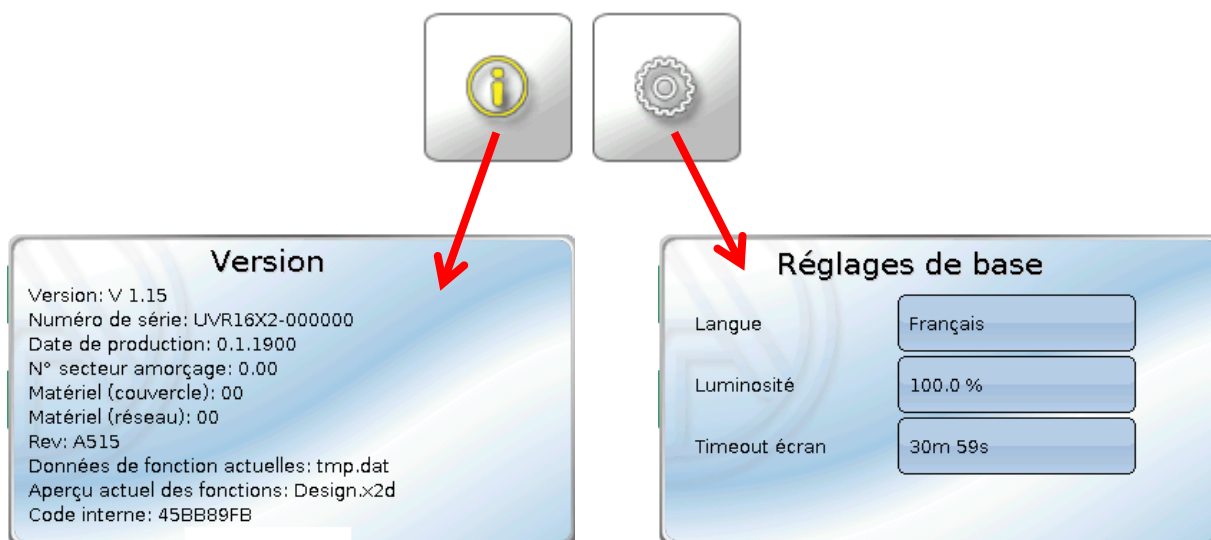 Version
Version: V 1.15
Numéro de série: UVR16X2-000000
Date de production: 0.1.1900
N° secteur amorçage: 0.00
Matériel (couvercle): 00
Matériel (réseau): 00
Rev: A515
Données de fonction actuelles: tmp.dat
Aperçu actuel des fonctions: Design.x2d
Code interne: 45BB89FB
Réglages de base
Langue Français
Luminosité 100.0 %
Timeout écran 30m 59s